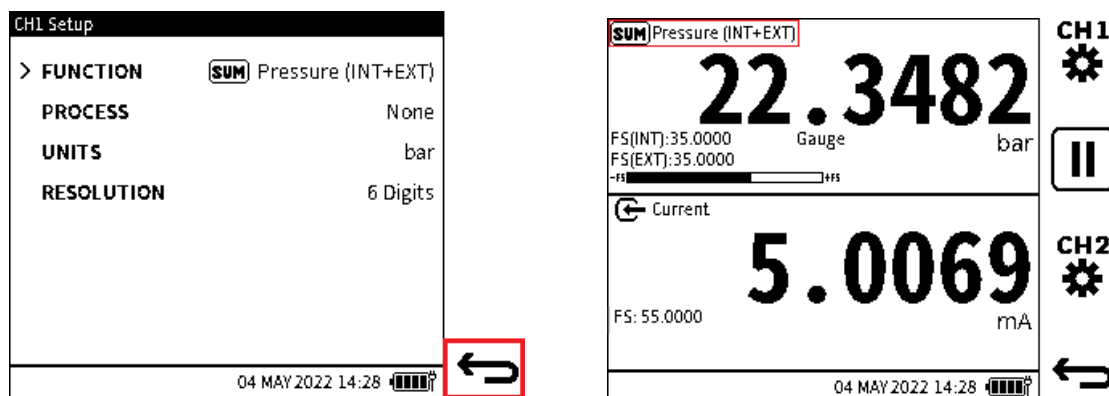 CH1 Setup
> FUNCTION SUM Pressure (INT+EXT)
PROCESS None
UNITS bar
RESOLUTION 6 Digits
04 MAY 2022 14:28
SUM Pressure (INT+EXT)
22.3482
FS(INT):35.0000 Gauge bar
FS(EXT):35.0000
-FS +FS
Current
5.0069
FS: 55.0000 mA
04 MAY 2022 14:28
CH1
CH2